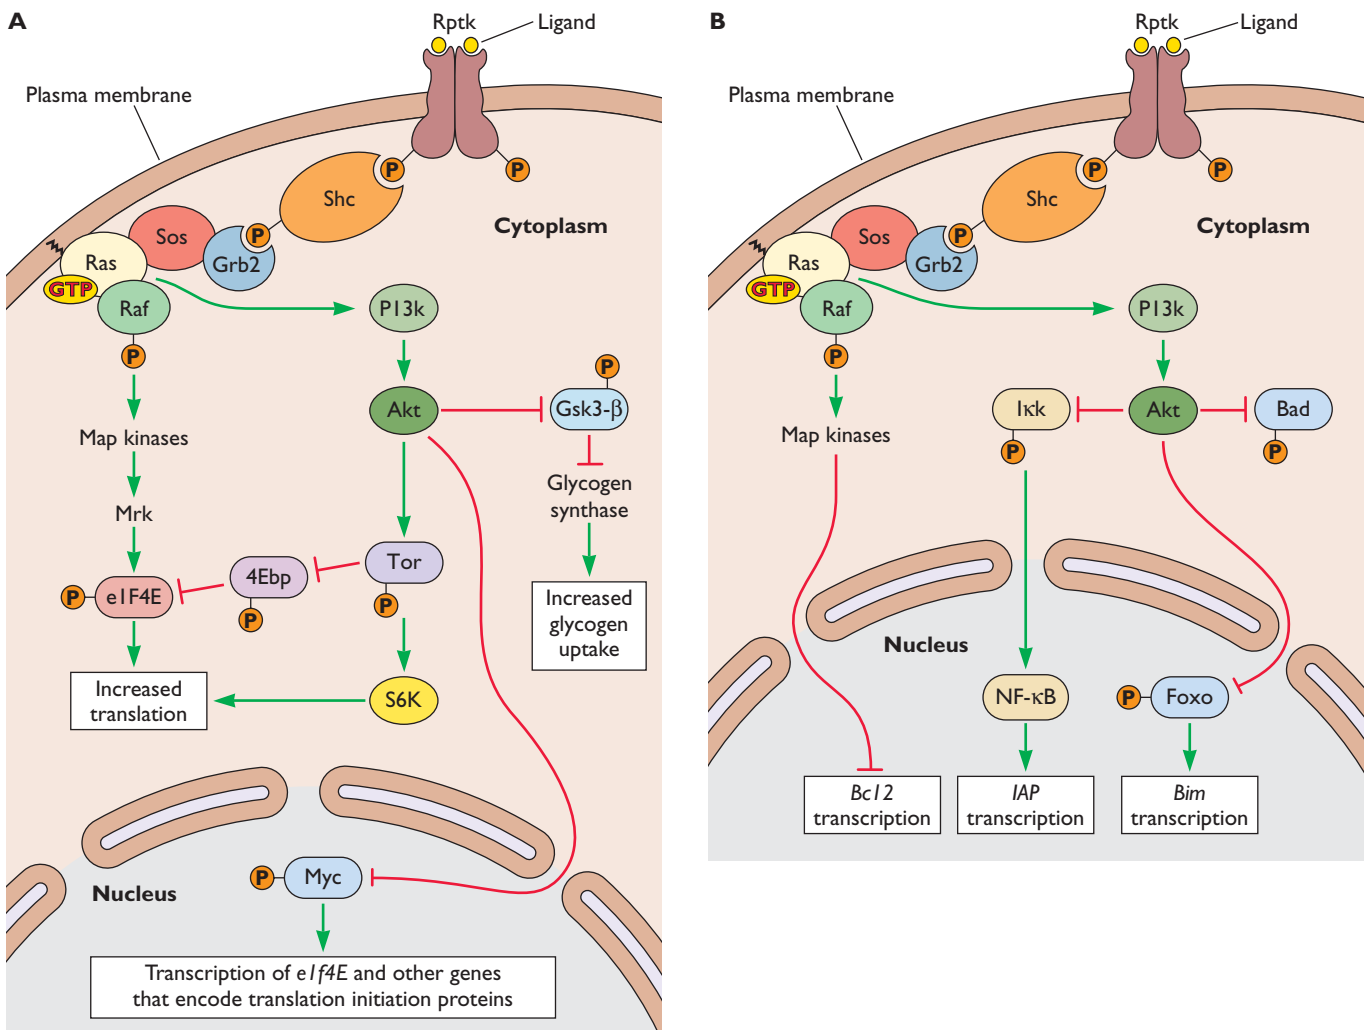 A
Rptk
Ligand
Plasma membrane
P
P
Shc
Cytoplasm
Sos
P
Grb2
Ras
GTP
Raf
P13k
P
P
Akt
Gsk3-β
Map kinases
Glycogen
synthase
Mrk
Tor
4Ebp
e1F4E
P
P
P
Increased
glycogen
uptake
Increased
translation
S6K
Nucleus
P
Myc
Transcription of e1f4E and other genes
that encode translation initiation proteins
B
Rptk
Ligand
Plasma membrane
P
P
Shc
Cytoplasm
Sos
P
Grb2
Ras
GTP
Raf
P13k
P
Iκk
Akt
Bad
Map kinases
P
P
Nucleus
NF-κB
P
Foxo
Bc12
transcription
IAP
transcription
Bim
transcription